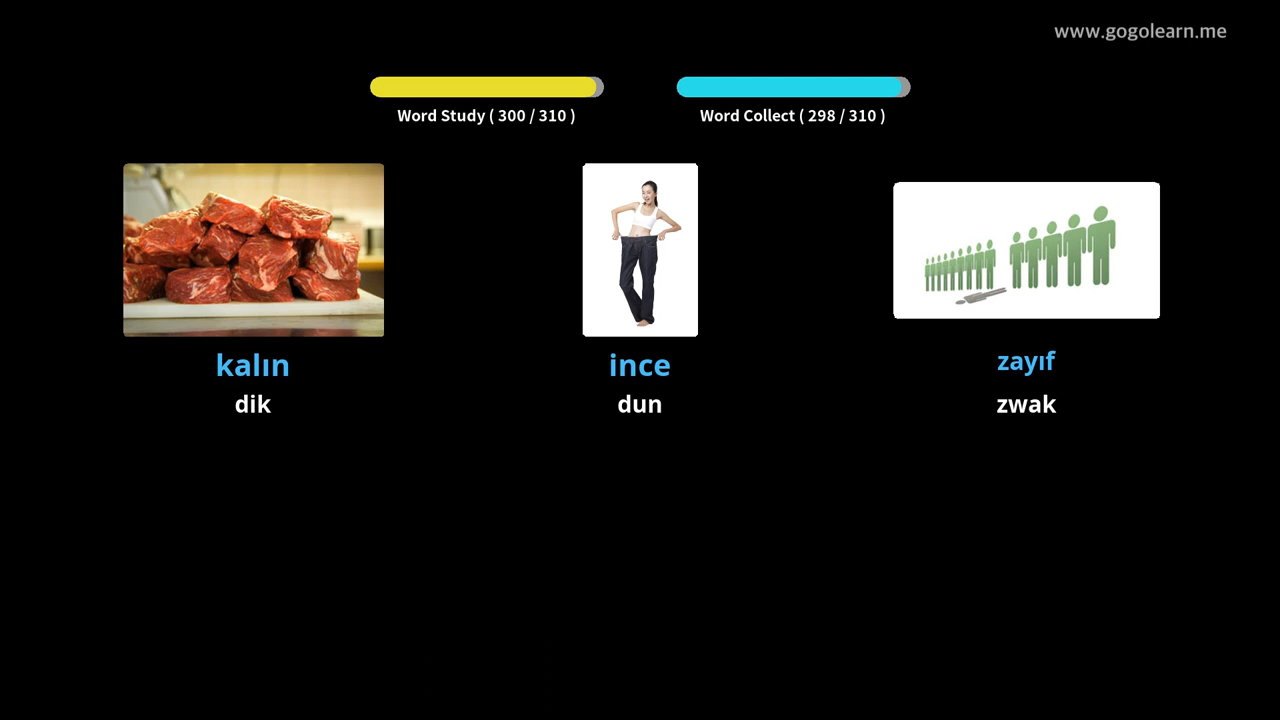 www.gogolearn.me
Word Study ( 300 / 310 )
Word Collect ( 298 / 310 )
kalın
ince
zayıf
dik
dun
zwak